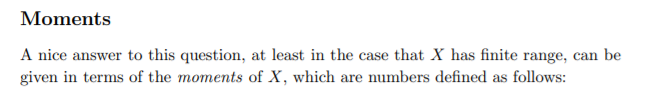 Moments
A nice answer to this question, at least in the case that X has finite range, can be
given in terms of the moments of X, which are numbers defined as follows: